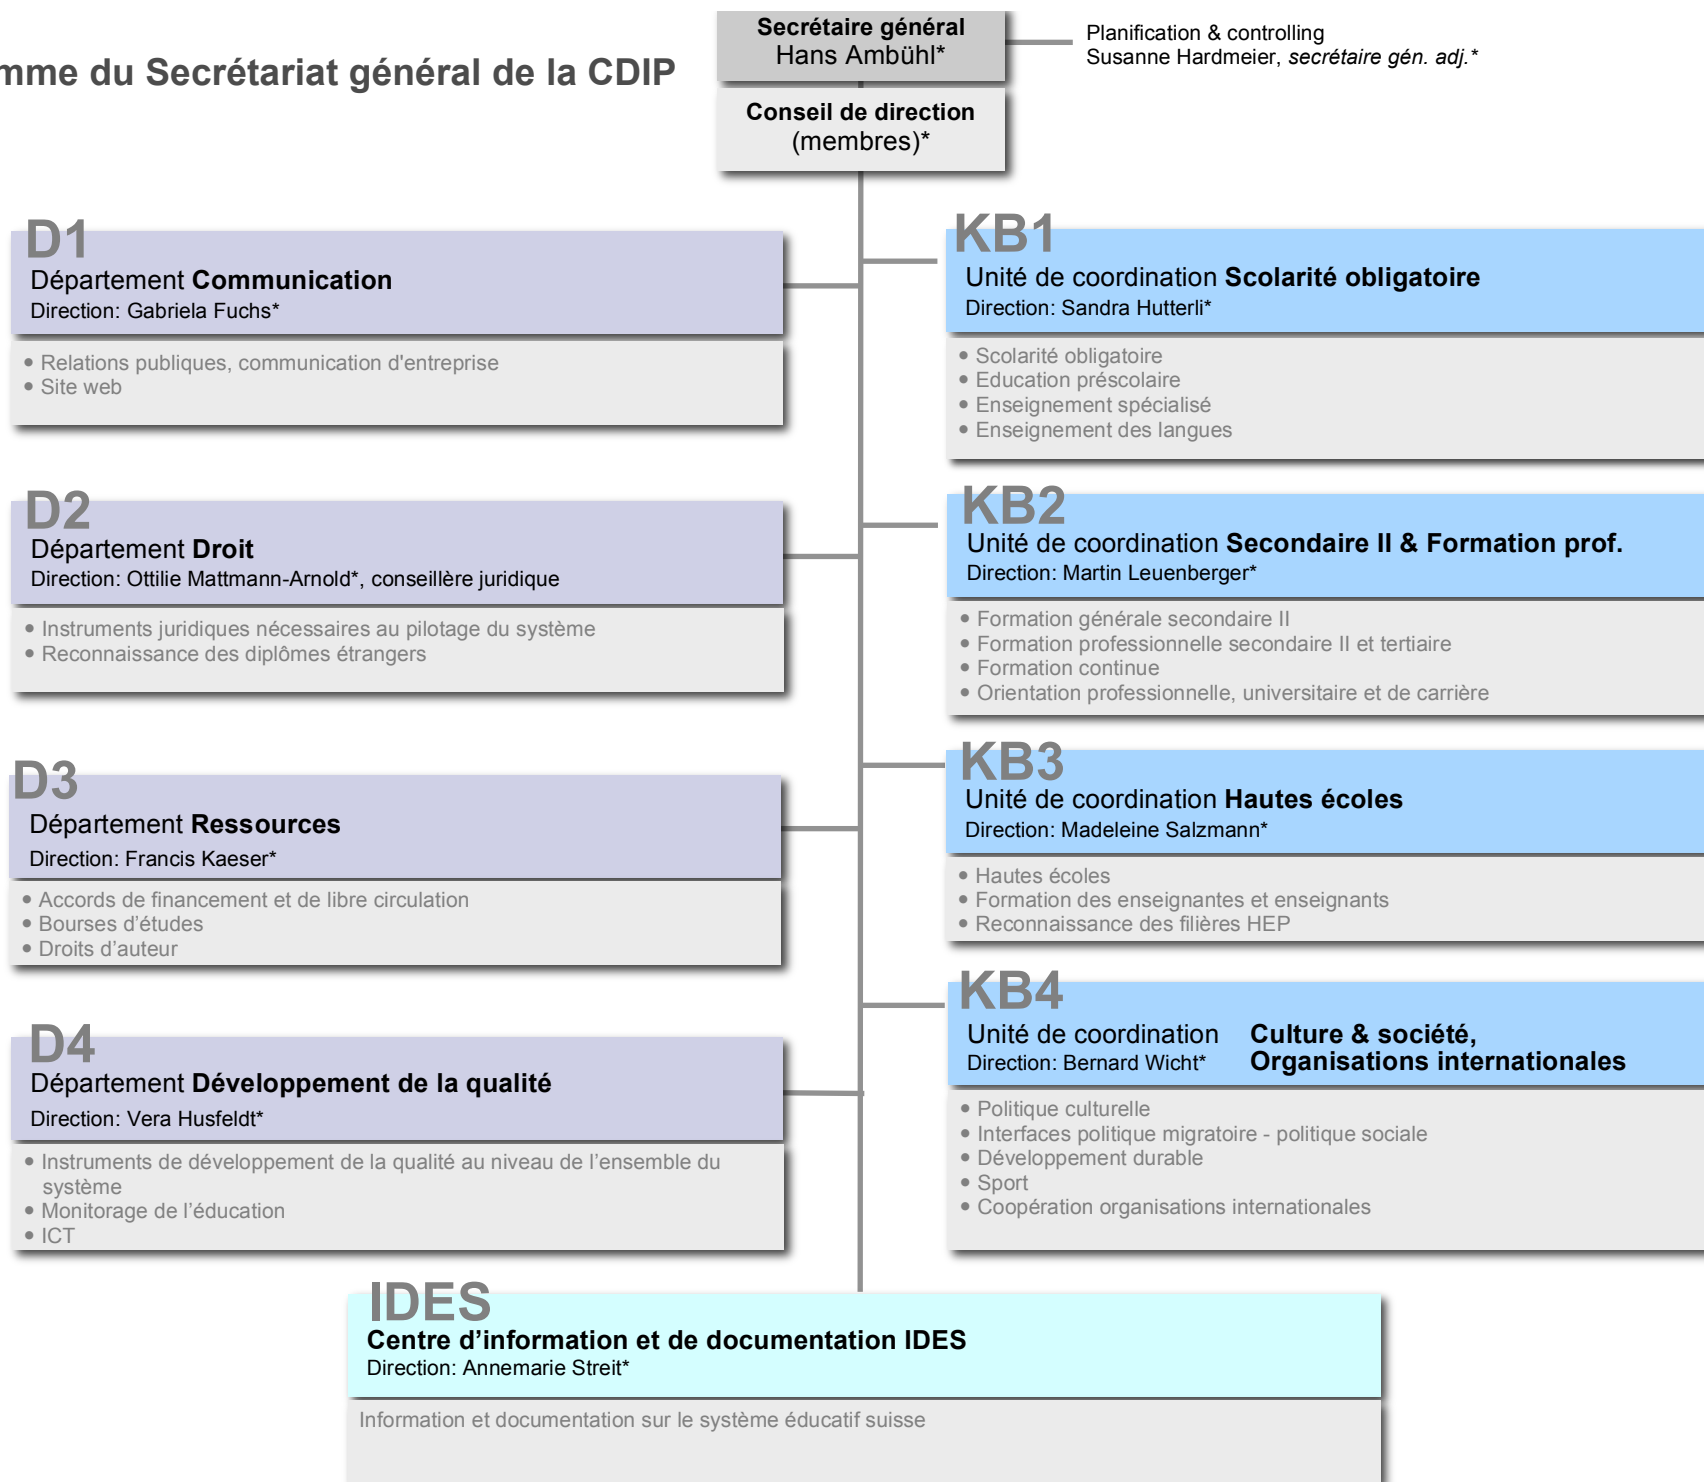 mme du Secrétariat général de la CDIP
Secrétaire général
Hans Ambühl*
Planification & controlling
Susanne Hardmeier, secrétaire gén. adj.*
Conseil de direction
(membres)*
D1
Département Communication
Direction: Gabriela Fuchs*
• Relations publiques, communication d'entreprise
• Site web
KB1
Unité de coordination Scolarité obligatoire
Direction: Sandra Hutterli*
• Scolarité obligatoire
• Education préscolaire
• Enseignement spécialisé
• Enseignement des langues
D2
Département Droit
Direction: Ottilie Mattmann-Arnold*, conseillère juridique
• Instruments juridiques nécessaires au pilotage du système
• Reconnaissance des diplômes étrangers
KB2
Unité de coordination Secondaire II & Formation prof.
Direction: Martin Leuenberger*
• Formation générale secondaire II
• Formation professionnelle secondaire II et tertiaire
• Formation continue
• Orientation professionnelle, universitaire et de carrière
D3
Département Ressources
Direction: Francis Kaeser*
• Accords de financement et de libre circulation
• Bourses d’études
• Droits d’auteur
KB3
Unité de coordination Hautes écoles
Direction: Madeleine Salzmann*
• Hautes écoles
• Formation des enseignantes et enseignants
• Reconnaissance des filières HEP
D4
Département Développement de la qualité
Direction: Vera Husfeldt*
• Instruments de développement de la qualité au niveau de l’ensemble du
système
• Monitorage de l’éducation
• ICT
KB4
Unité de coordination Culture & société,
Direction: Bernard Wicht* Organisations internationales
• Politique culturelle
• Interfaces politique migratoire - politique sociale
• Développement durable
• Sport
• Coopération organisations internationales
IDES
Centre d’information et de documentation IDES
Direction: Annemarie Streit*
Information et documentation sur le système éducatif suisse